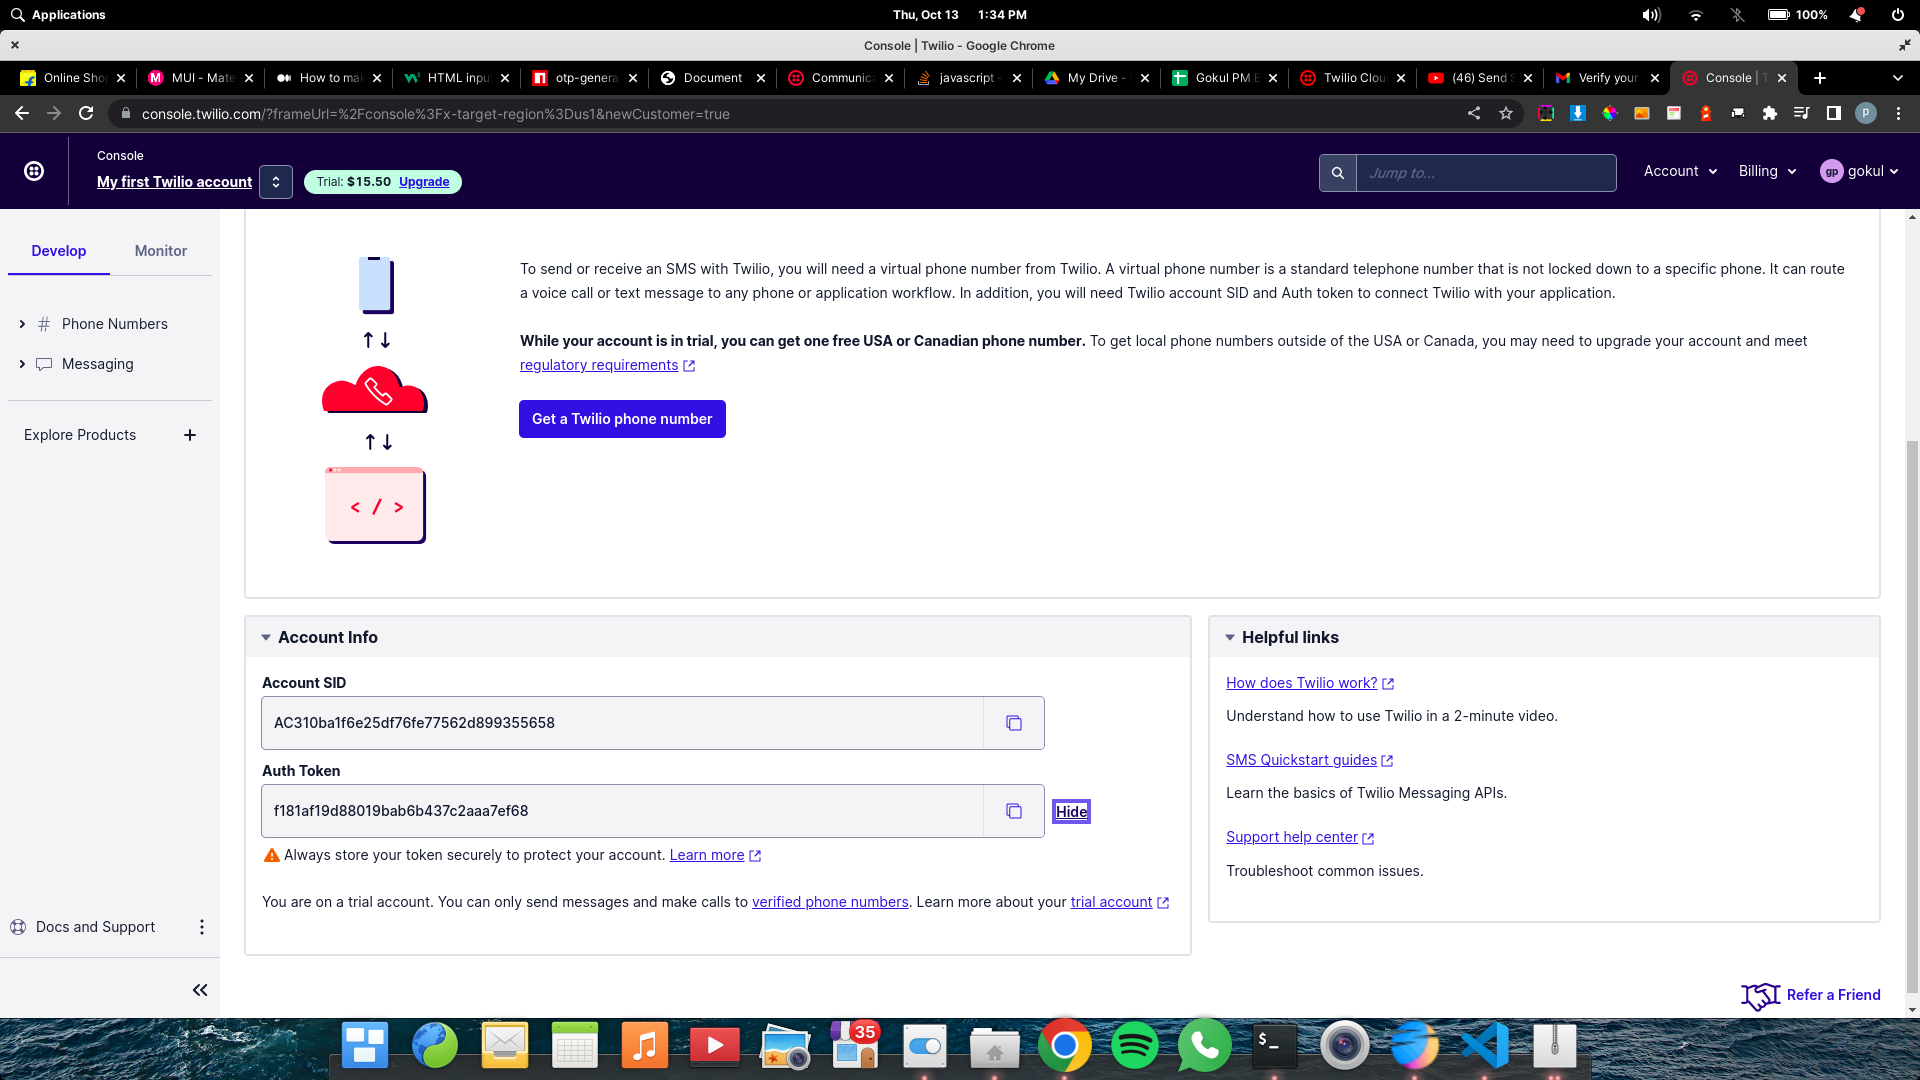 Applications
Thu, Oct 13 1:34 PM
100%
Console | Twilio - Google Chrome
Online Sho
MUI - Mate
How to ma
HTML inpu
otp-genera
Document
Communic
javascript -
My Drive -
Gokul PM E
Twilio Clou
(46) Send S
Verify your
Console | T
console.twilio.com/?frameUrl=%2Fconsole%3Fx-target-region%3Dus1&newCustomer=true
p
Console
My first Twilio account
Trial: $15.50 Upgrade
Jump to...
Account
Billing
gp gokul
Develop
Monitor
Phone Numbers
Messaging
Explore Products
Docs and Support
To send or receive an SMS with Twilio, you will need a virtual phone number from Twilio. A virtual phone number is a standard telephone number that is not locked down to a specific phone. It can route
a voice call or text message to any phone or application workflow. In addition, you will need Twilio account SID and Auth token to connect Twilio with your application.
While your account is in trial, you can get one free USA or Canadian phone number. To get local phone numbers outside of the USA or Canada, you may need to upgrade your account and meet
regulatory requirements
Get a Twilio phone number
< / >
Account Info
Account SID
AC310ba1f6e25df76fe77562d899355658
Auth Token
f181af19d88019bab6b437c2aaa7ef68
Hide
Always store your token securely to protect your account. Learn more
You are on a trial account. You can only send messages and make calls to verified phone numbers. Learn more about your trial account
Helpful links
How does Twilio work?
Understand how to use Twilio in a 2-minute video.
SMS Quickstart guides
Learn the basics of Twilio Messaging APIs.
Support help center
Troubleshoot common issues.
Refer a Friend
35
>_